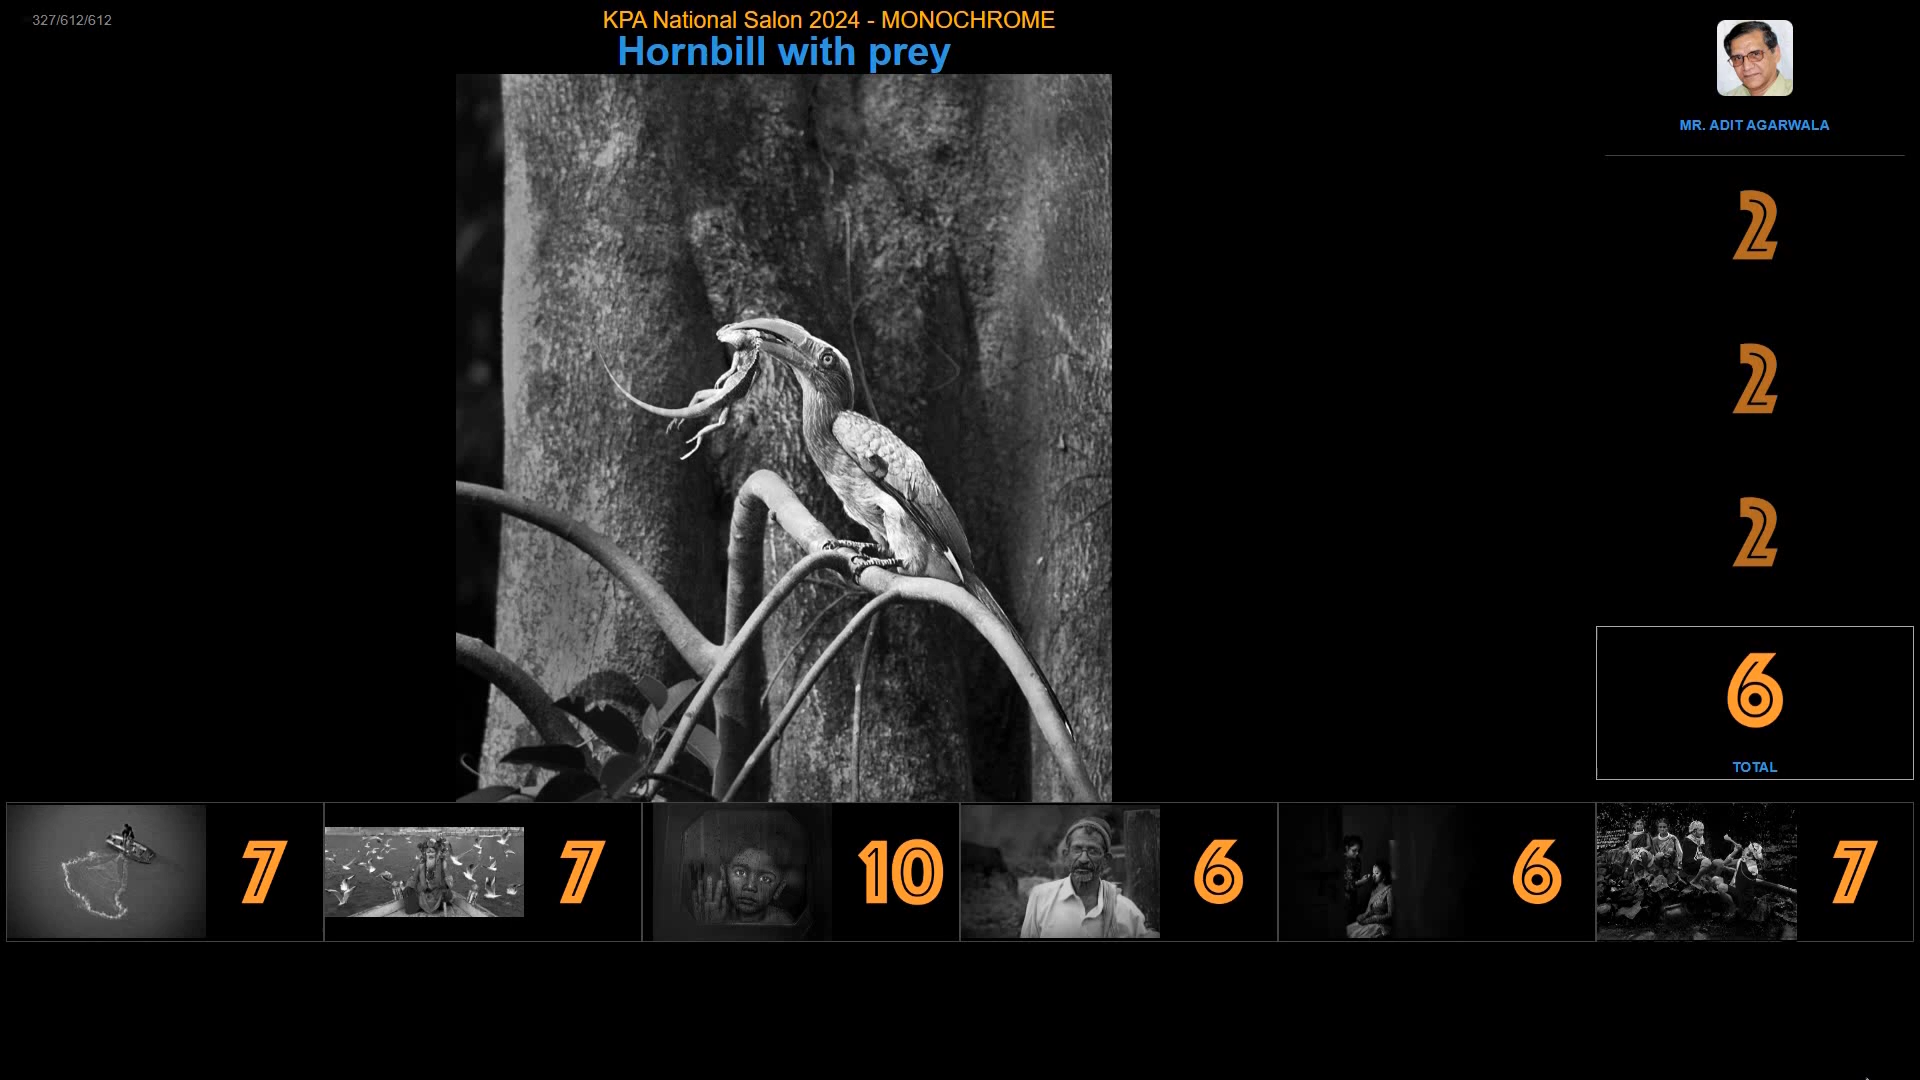 327/612/612
KPA National Salon 2024 - MONOCHROME
Hornbill with prey
MR. ADIT AGARWALA
2
2
2
6
TOTAL
7
7
10
6
6
7